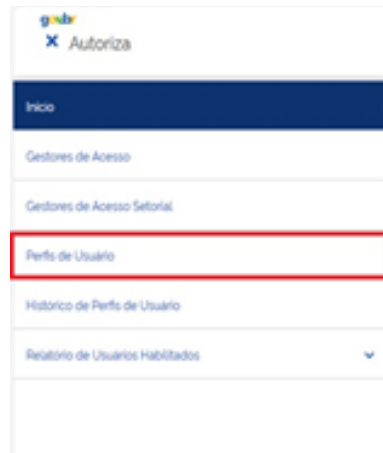 gov.br
Autoriza
Início
Gestores de Acesso
Gestores de Acesso Setorial
Perfis de Usuário
Histórico de Perfis de Usuário
Relatório de Usuários Habilitados